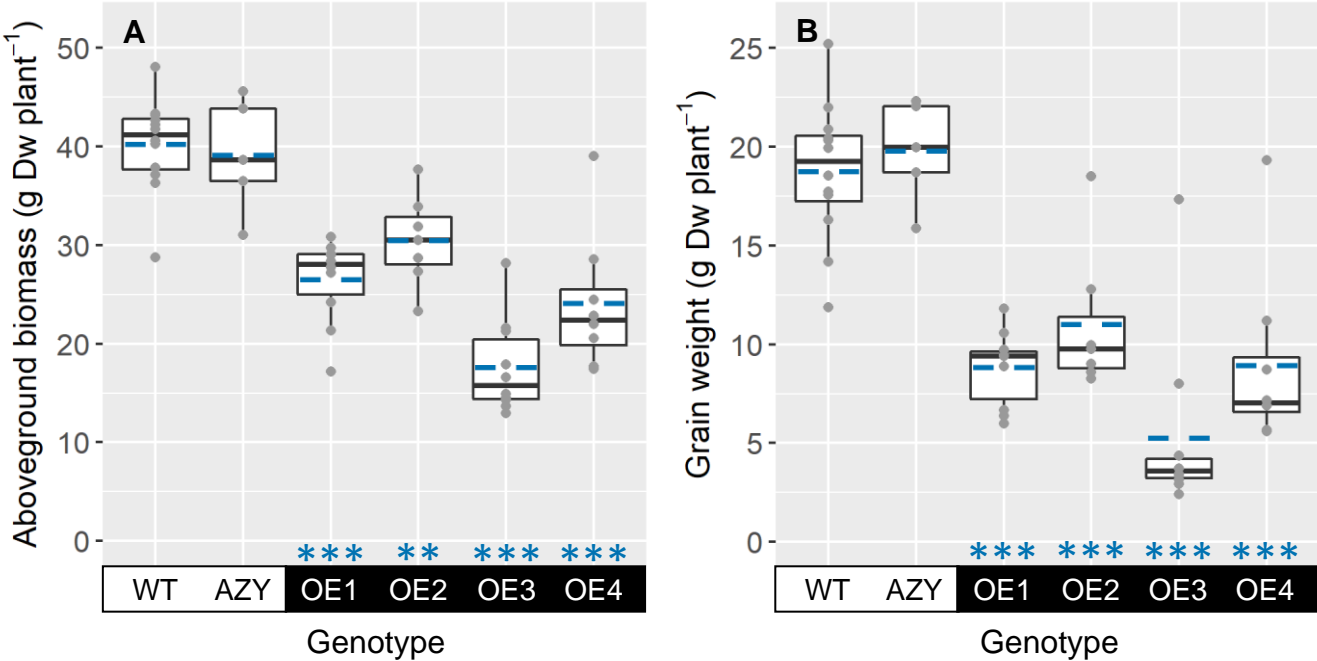 A
Aboveground biomass (g Dw plant⁻¹)
50
40
30
20
10
0
*** ** *** ***
WT AZY OE1 OE2 OE3 OE4
Genotype
B
Grain weight (g Dw plant⁻¹)
25
20
15
10
5
0
*** *** *** ***
WT AZY OE1 OE2 OE3 OE4
Genotype